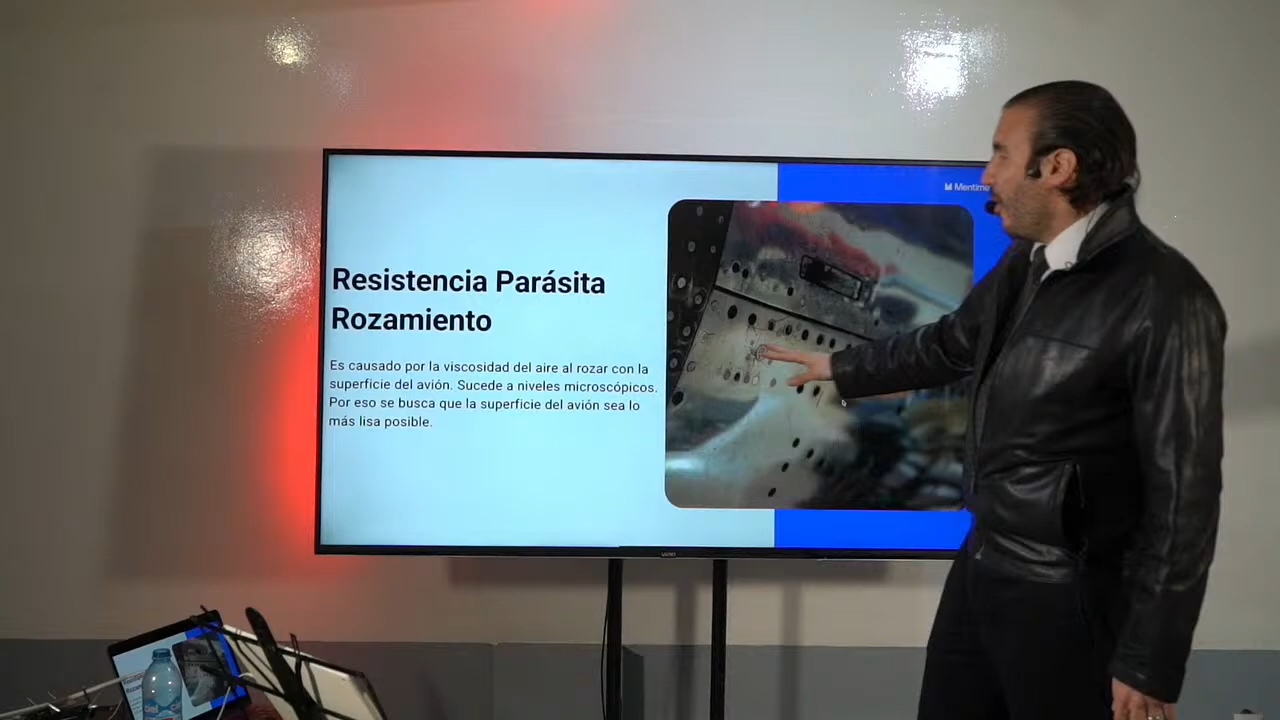 Mentime
Resistencia Parásita
Rozamiento
Es causado por la viscosidad del aire al rozar con la
superficie del avión. Sucede a niveles microscópicos.
Por eso se busca que la superficie del avión sea lo
más lisa posible.